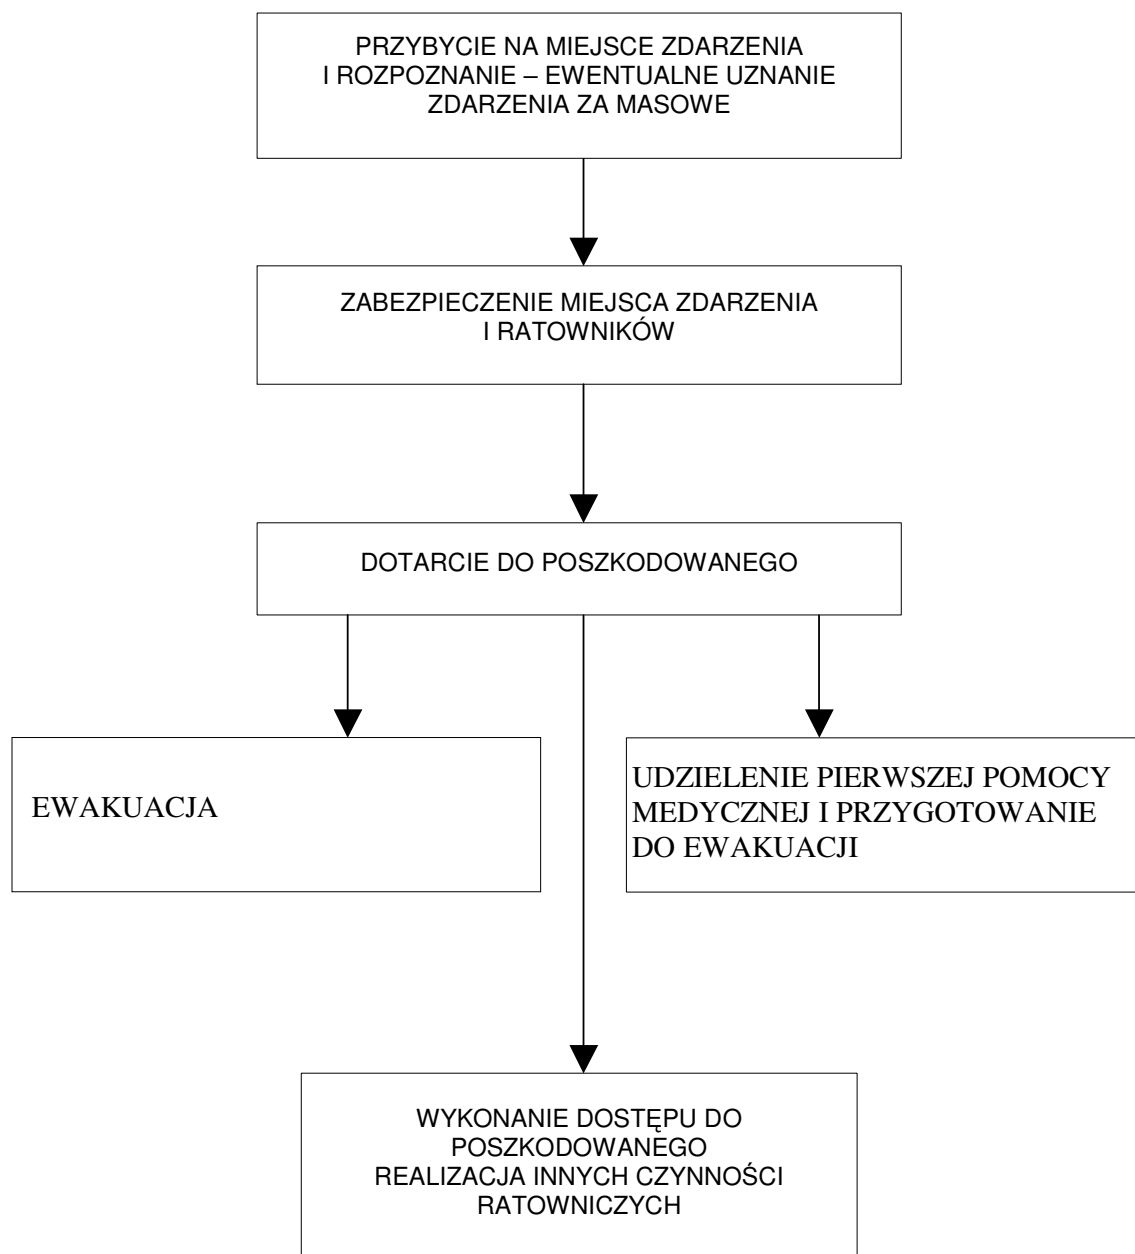 PRZYBYCIE NA MIEJSCE ZDARZENIA
I ROZPOZNANIE – EWENTUALNE UZNANIE
ZDARZENIA ZA MASOWE
ZABEZPIECZENIE MIEJSCA ZDARZENIA
I RATOWNIKÓW
DOTARCIE DO POSZKODOWANEGO
EWAKUACJA
UDZIELENIE PIERWSZEJ POMOCY
MEDYCZNEJ I PRZYGOTOWANIE
DO EWAKUACJI
WYKONANIE DOSTĘPU DO
POSZKODOWANEGO
REALIZACJA INNYCH CZYNNOŚCI
RATOWNICZYCH